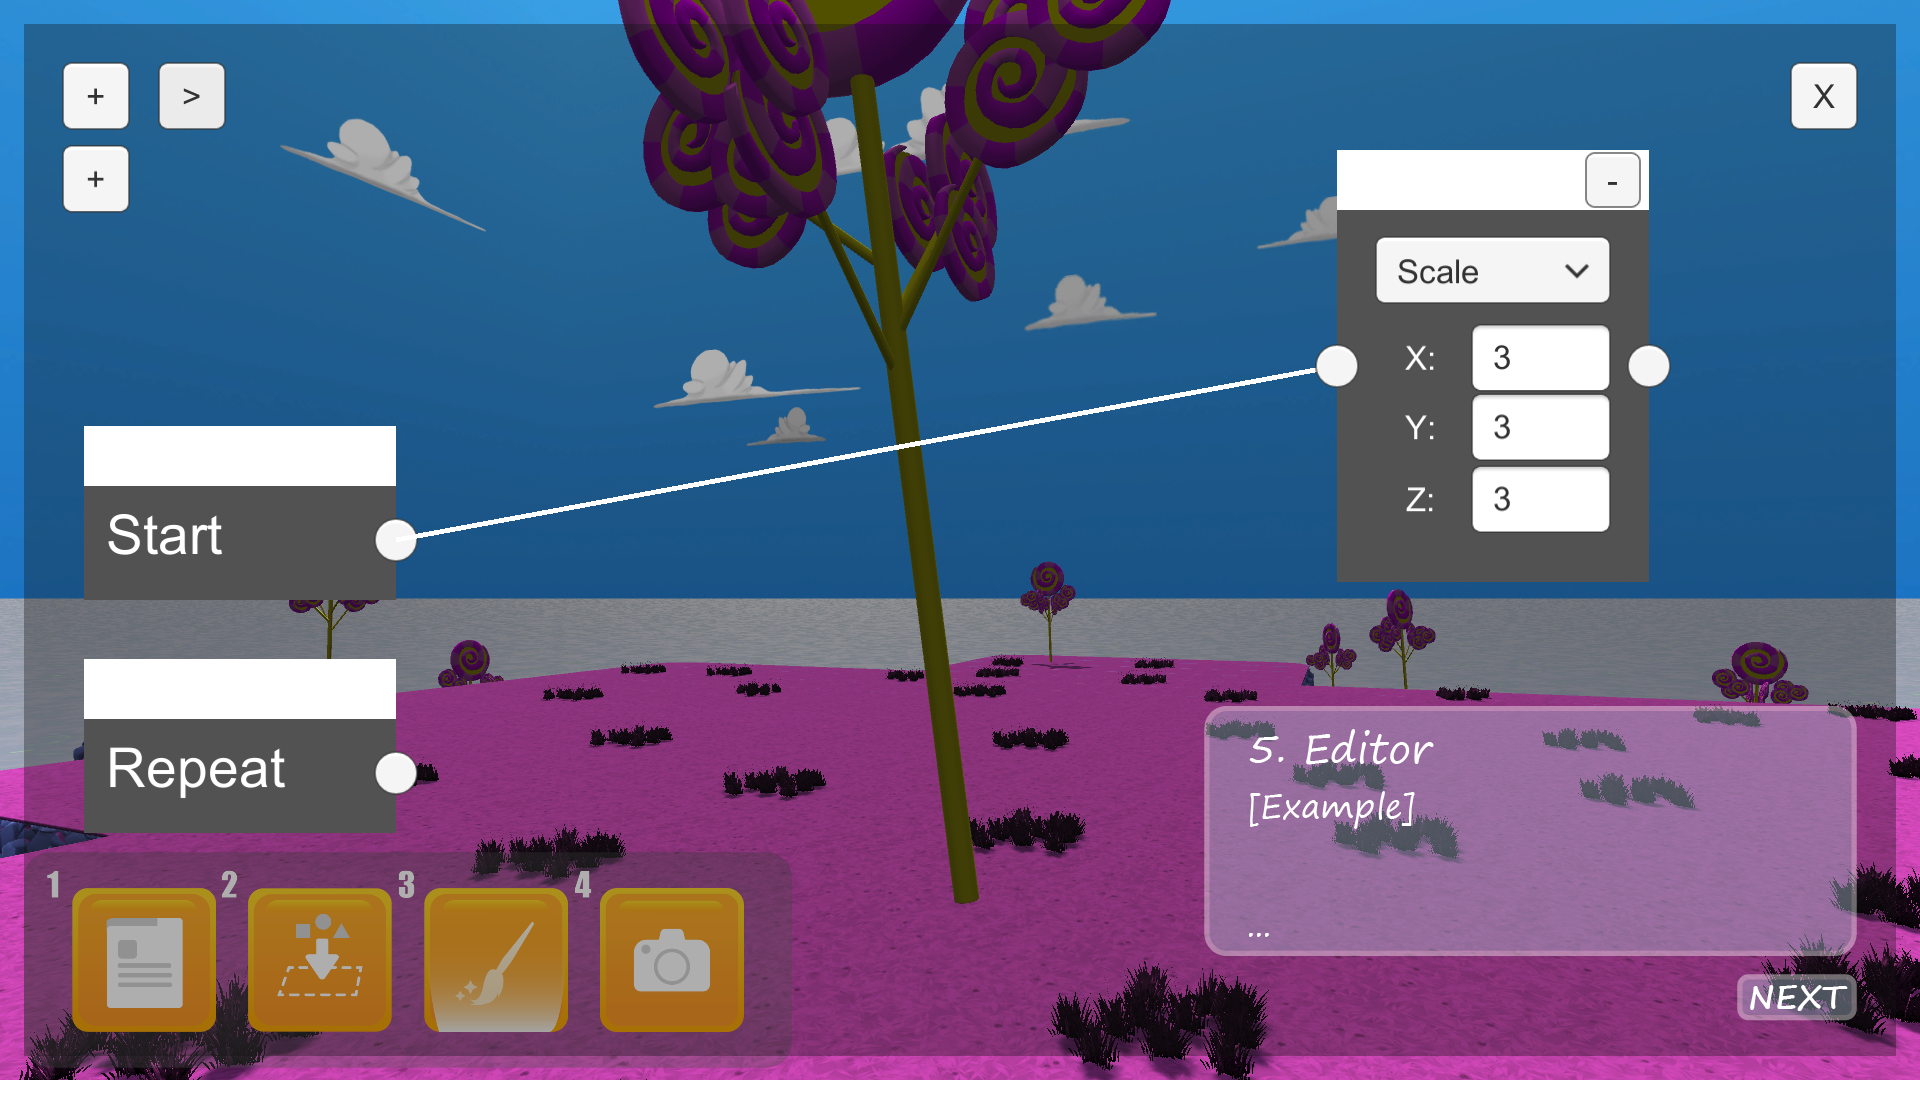 + >
X
+
-
Scale
X: 3
Y: 3
Z: 3
Start
Repeat
5. Editor
[Example]
...
1 2 3 4
NEXT